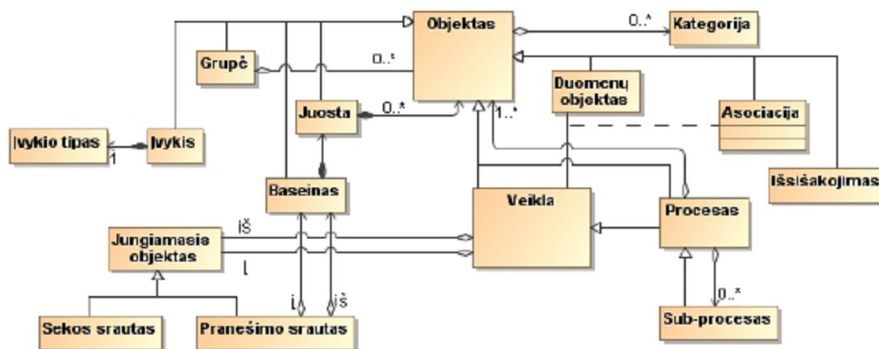 Objektas
0..*
Kategorija
Grupė
0..*
Duomenų
objektas
Juosta
0..*
1..*
Asociacija
Įvykio tipas
1
Įvykis
Baseinas
Veikla
Procesas
Išsišakojimas
Jungiamasis
objektas
iš
Į
į
iš
0..*
Sekos srautas
Pranešimo srautas
Sub-procesas